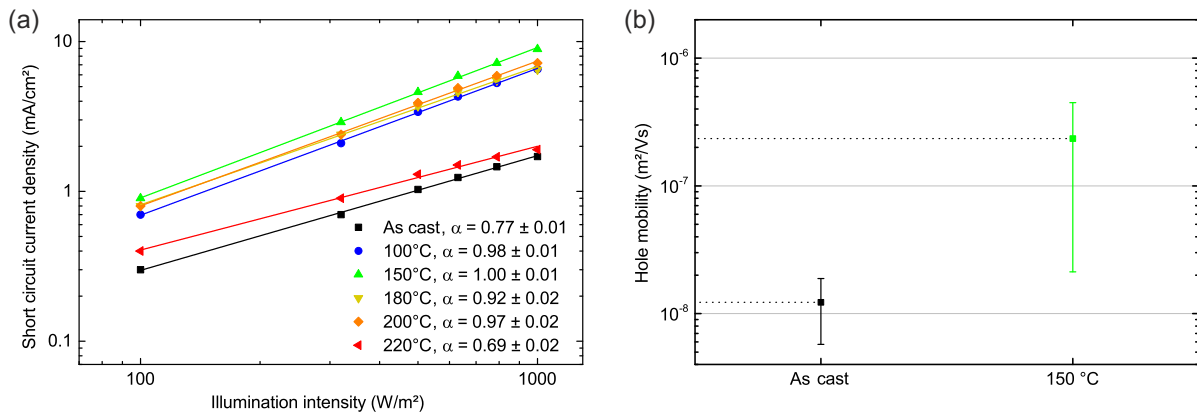 (a)
Short circuit current density (mA/cm²)
10
1
0.1
100
1000
Illumination intensity (W/m²)
As cast, α = 0.77 ± 0.01
100°C, α = 0.98 ± 0.01
150°C, α = 1.00 ± 0.01
180°C, α = 0.92 ± 0.02
200°C, α = 0.97 ± 0.02
220°C, α = 0.69 ± 0.02
(b)
Hole mobility (m²/Vs)
10⁻⁶
10⁻⁷
10⁻⁸
As cast
150 °C